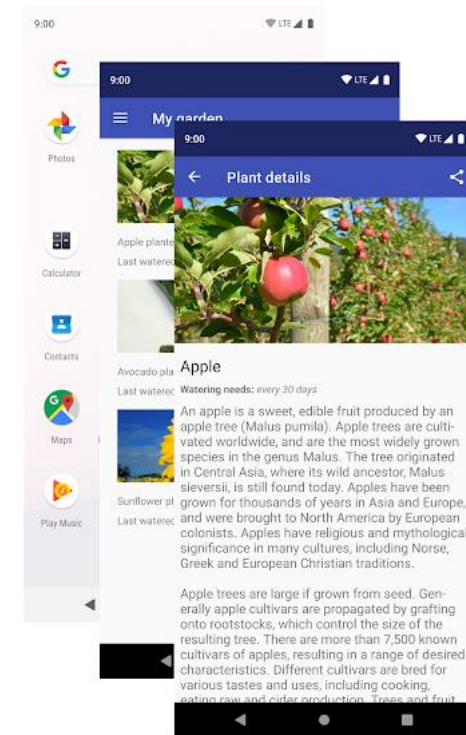 9:00
LTE
G
Photos
Calculator
Contacts
Maps
Play Music
9:00
LTE
My garden
Apple plante
Last watered
Avocado pla
Last watered
Sunflower pl
Last watered
9:00
LTE
Plant details
Apple
Watering needs: every 30 days
An apple is a sweet, edible fruit produced by an
apple tree (Malus pumila). Apple trees are culti-
vated worldwide, and are the most widely grown
species in the genus Malus. The tree originated
in Central Asia, where its wild ancestor, Malus
sieversii, is still found today. Apples have been
grown for thousands of years in Asia and Europe,
and were brought to North America by European
colonists. Apples have religious and mythological
significance in many cultures, including Norse,
Greek and European Christian traditions.
Apple trees are large if grown from seed. Gen-
erally apple cultivars are propagated by grafting
onto rootstocks, which control the size of the
resulting tree. There are more than 7,500 known
cultivars of apples, resulting in a range of desired
characteristics. Different cultivars are bred for
various tastes and uses, including cooking,
eating raw and cider production. Trees and fruit